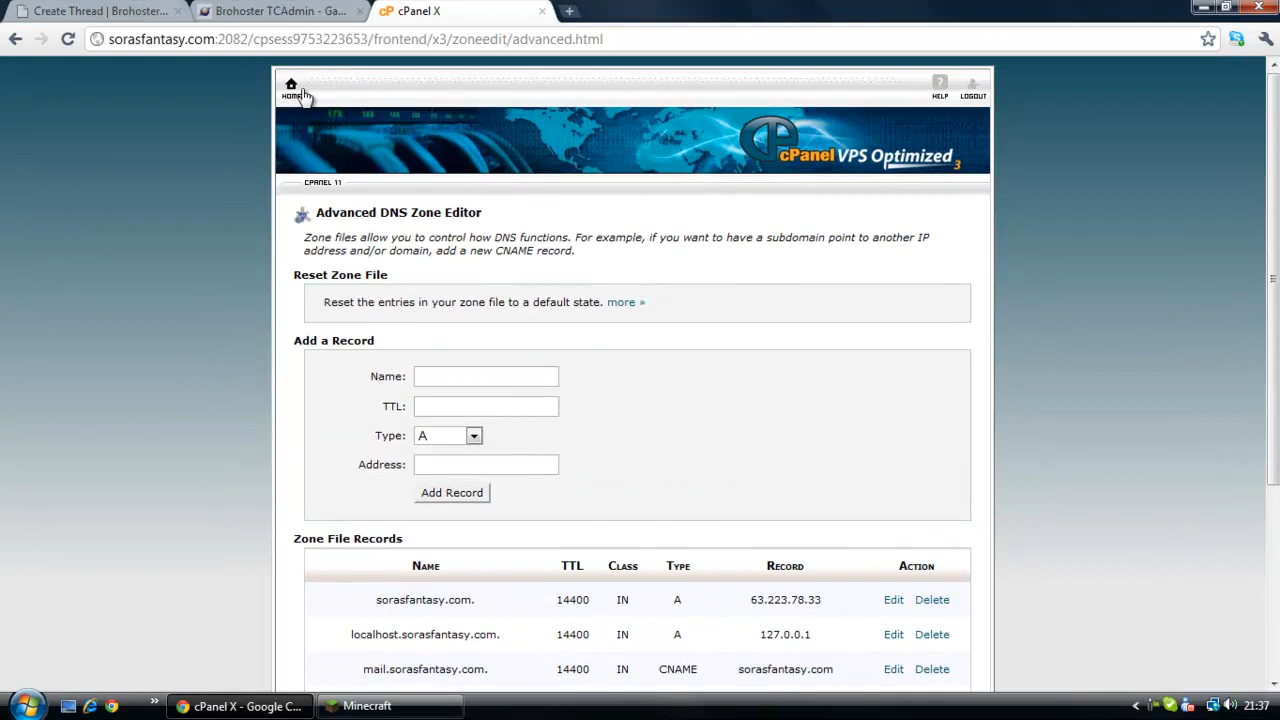 Create Thread | Brohoster...
Brohoster TCAdmin - Ga...
cP cPanel X
sorasfantasy.com:2082/cpsess9753223653/frontend/x3/zoneedit/advanced.html
HOME
HELP
LOGOUT
cPanel VPS Optimized 3
CPANEL 11
Advanced DNS Zone Editor
Zone files allow you to control how DNS functions. For example, if you want to have a subdomain point to another IP
address and/or domain, add a new CNAME record.
Reset Zone File
Reset the entries in your zone file to a default state. more »
Add a Record
Name:
TTL:
Type: A
Address:
Add Record
Zone File Records
NAME TTL CLASS TYPE RECORD ACTION
sorasfantasy.com. 14400 IN A 63.223.78.33 Edit Delete
localhost.sorasfantasy.com. 14400 IN A 127.0.0.1 Edit Delete
mail.sorasfantasy.com. 14400 IN CNAME sorasfantasy.com Edit Delete
cPanel X - Google C...
Minecraft
21:37